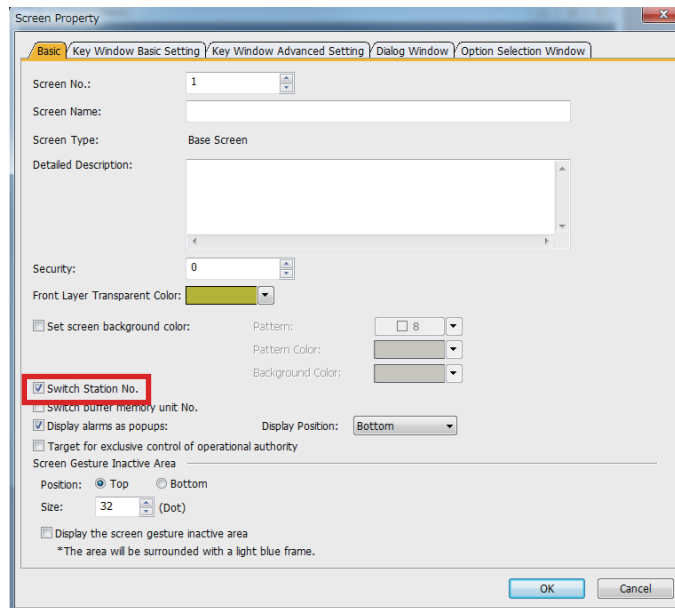 Screen Property
Basic Key Window Basic Setting Key Window Advanced Setting Dialog Window Option Selection Window
Screen No.: 1
Screen Name:
Screen Type: Base Screen
Detailed Description:
Security: 0
Front Layer Transparent Color:
Set screen background color: Pattern: 8
Pattern Color:
Background Color:
Switch Station No.
Switch buffer memory unit No.
Display alarms as popups: Display Position: Bottom
Target for exclusive control of operational authority
Screen Gesture Inactive Area
Position: Top Bottom
Size: 32 (Dot)
Display the screen gesture inactive area
*The area will be surrounded with a light blue frame.
OK Cancel